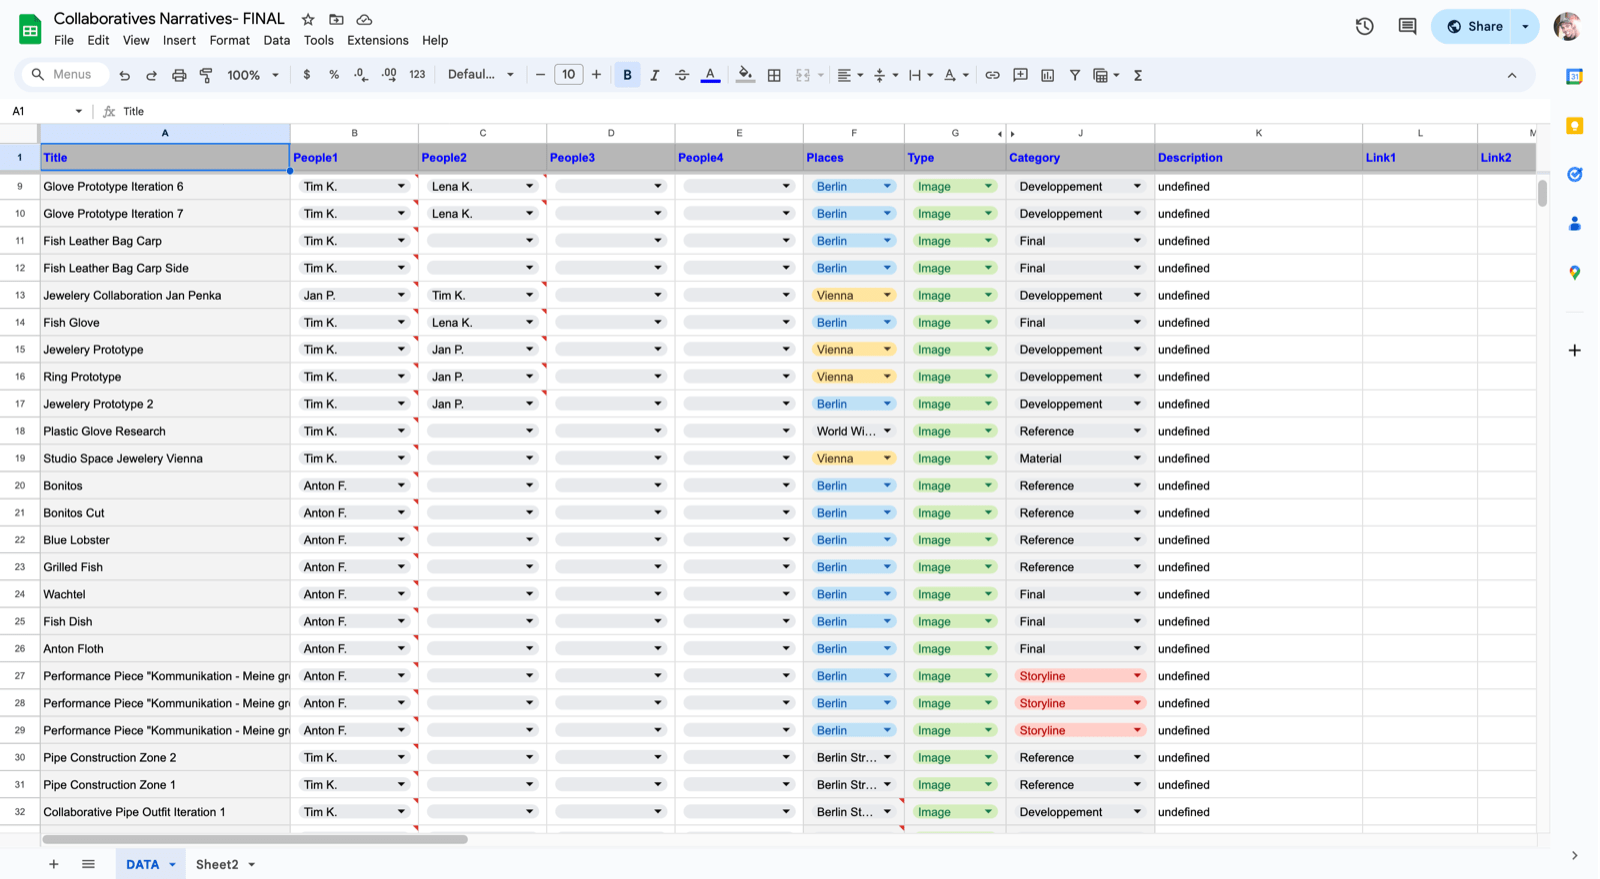 Collaboratives Narratives- FINAL
File Edit View Insert Format Data Tools Extensions Help
Share
Menus 100% $ % .0 .00 123 Defaul... 10 B I S A Σ
31
A1 fx Title
A B C D E F G J K L M
1 Title People1 People2 People3 People4 Places Type Category Description Link1 Link2
9 Glove Prototype Iteration 6 Tim K. Lena K. Berlin Image Developpement undefined
10 Glove Prototype Iteration 7 Tim K. Lena K. Berlin Image Developpement undefined
11 Fish Leather Bag Carp Tim K. Berlin Image Final undefined
12 Fish Leather Bag Carp Side Tim K. Berlin Image Final undefined
13 Jewelery Collaboration Jan Penka Jan P. Tim K. Vienna Image Developpement undefined
14 Fish Glove Tim K. Lena K. Berlin Image Final undefined
15 Jewelery Prototype Tim K. Jan P. Vienna Image Developpement undefined
16 Ring Prototype Tim K. Jan P. Vienna Image Developpement undefined
17 Jewelery Prototype 2 Tim K. Jan P. Berlin Image Developpement undefined
18 Plastic Glove Research Tim K. World Wi... Image Reference undefined
19 Studio Space Jewelery Vienna Tim K. Vienna Image Material undefined
20 Bonitos Anton F. Berlin Image Reference undefined
21 Bonitos Cut Anton F. Berlin Image Reference undefined
22 Blue Lobster Anton F. Berlin Image Reference undefined
23 Grilled Fish Anton F. Berlin Image Reference undefined
24 Wachtel Anton F. Berlin Image Final undefined
25 Fish Dish Anton F. Berlin Image Final undefined
26 Anton Floth Anton F. Berlin Image Final undefined
27 Performance Piece "Kommunikation - Meine gr Anton F. Berlin Image Storyline undefined
28 Performance Piece "Kommunikation - Meine gr Anton F. Berlin Image Storyline undefined
29 Performance Piece "Kommunikation - Meine gr Anton F. Berlin Image Storyline undefined
30 Pipe Construction Zone 2 Tim K. Berlin Str... Image Reference undefined
31 Pipe Construction Zone 1 Tim K. Berlin Str... Image Reference undefined
32 Collaborative Pipe Outfit Iteration 1 Tim K. Berlin St... Image Developpement undefined
DATA Sheet2